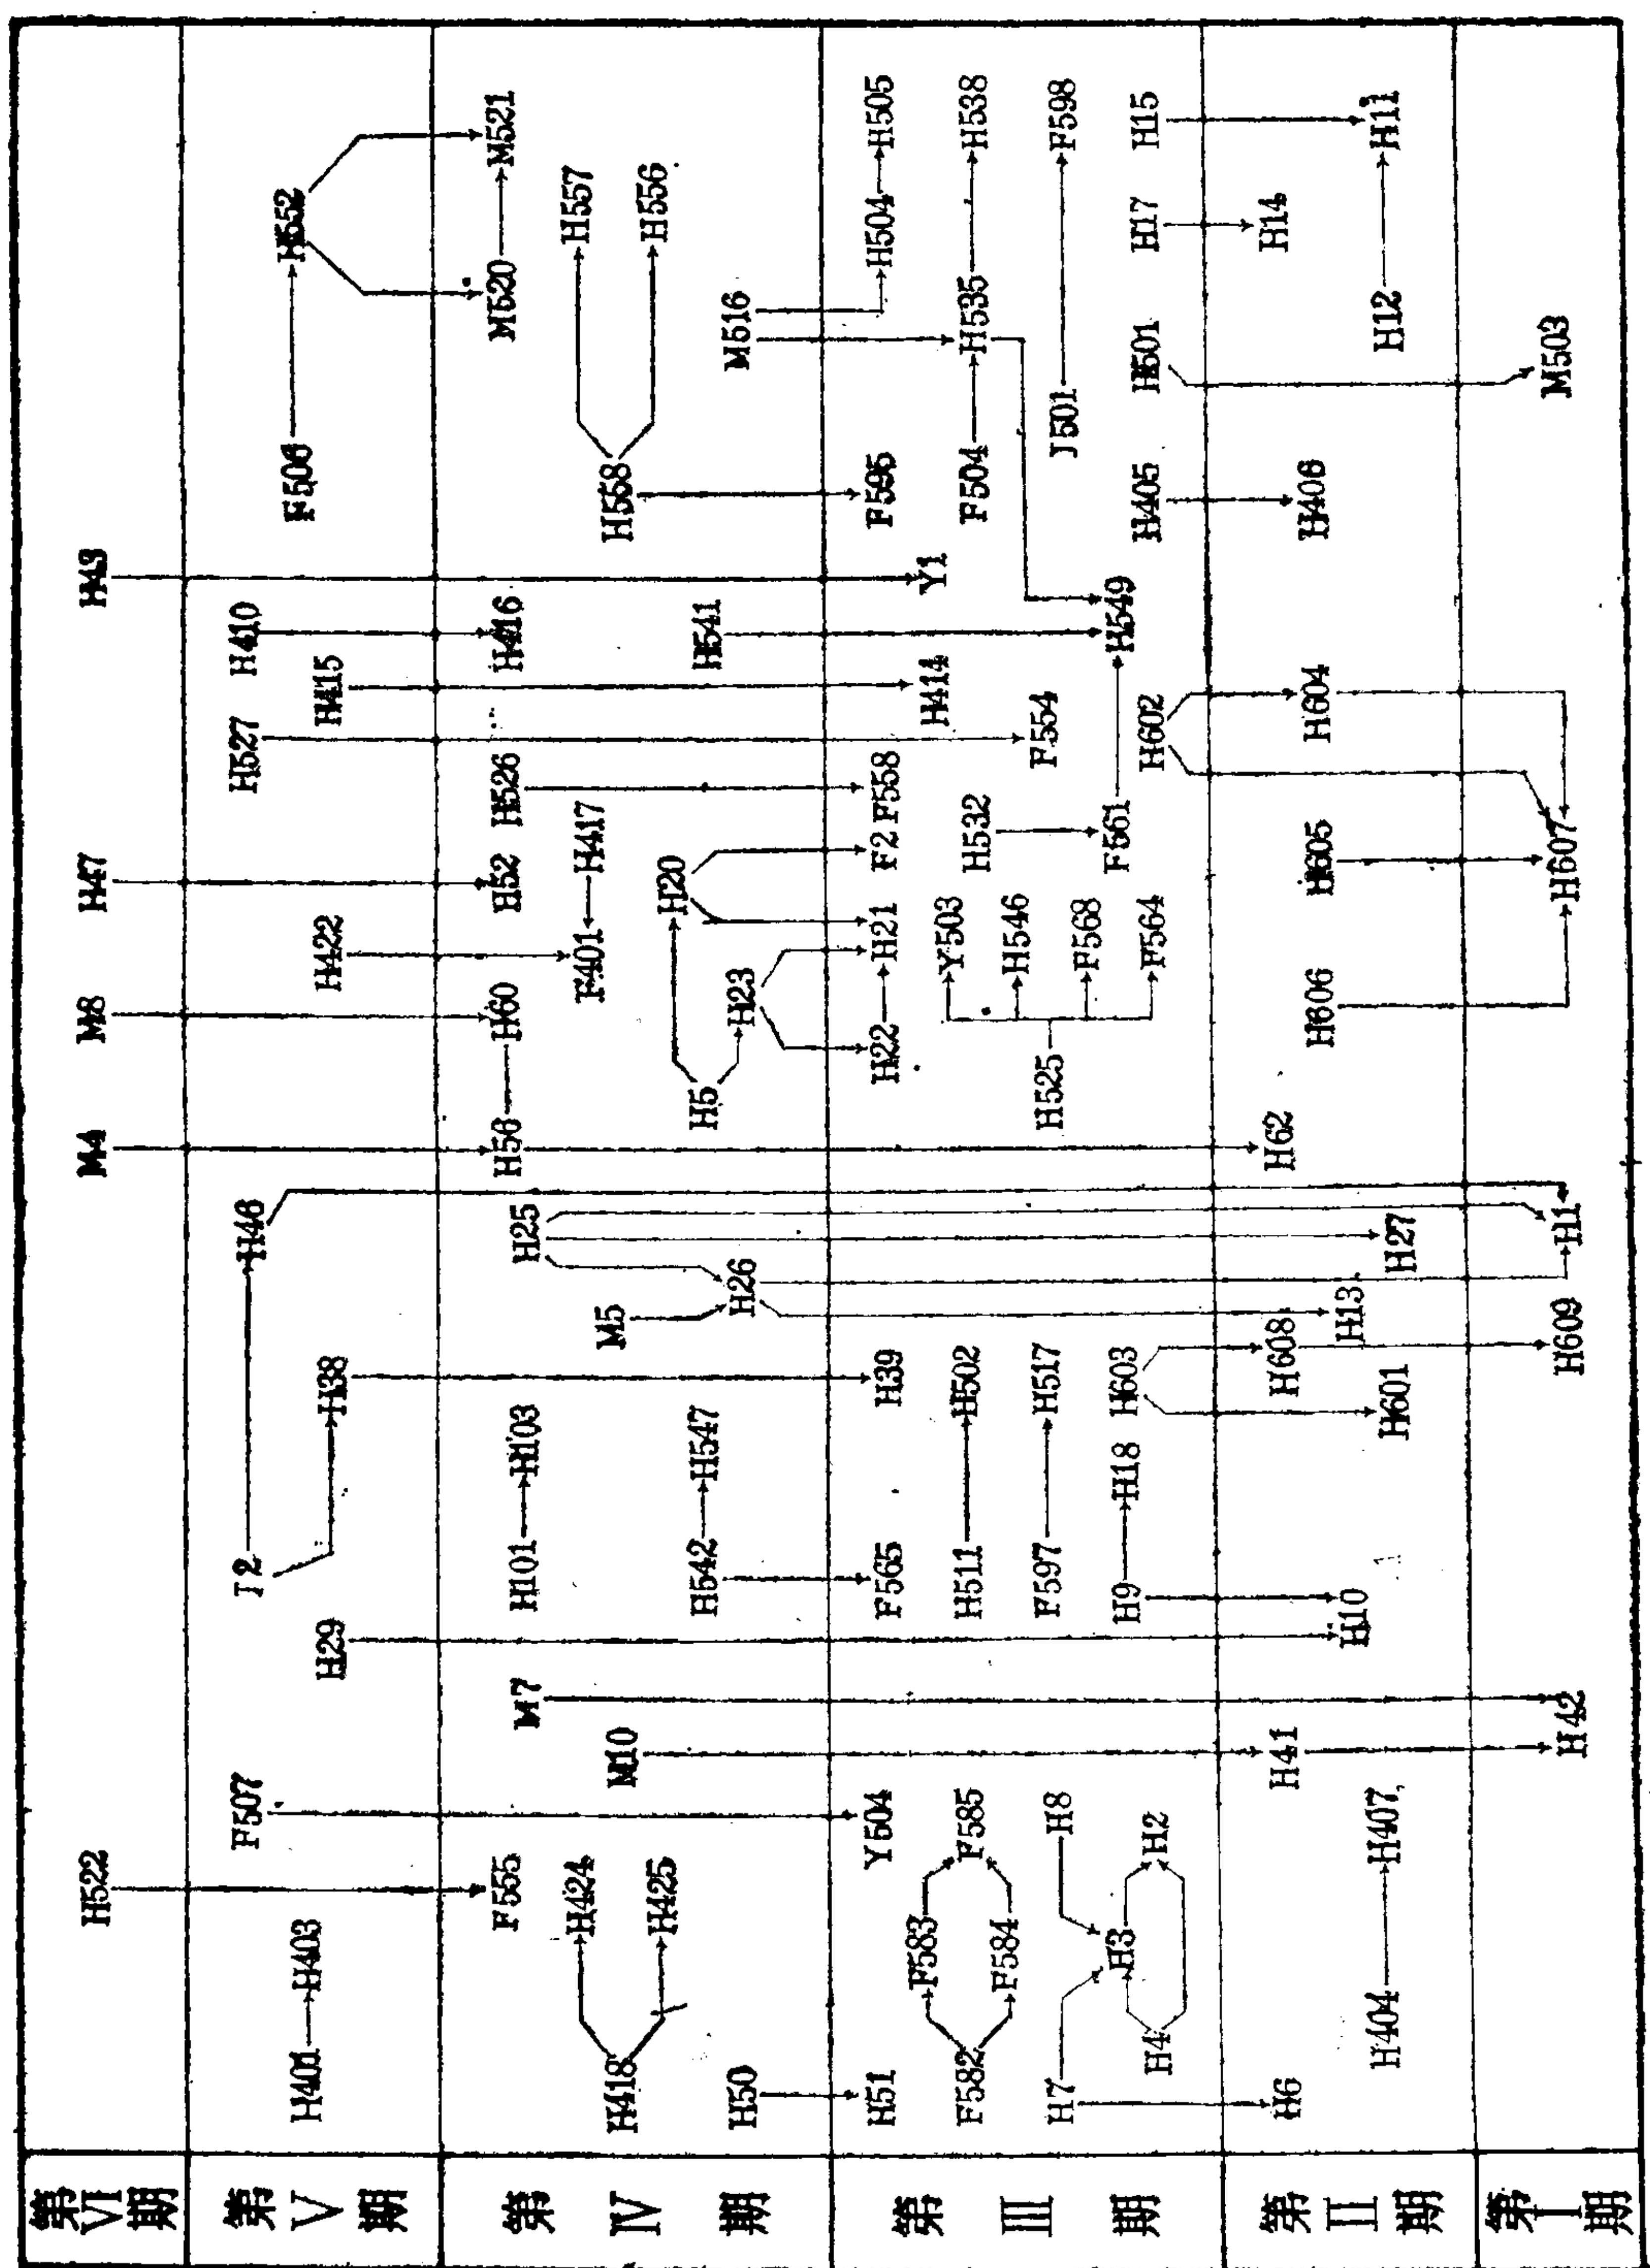 第VI期
H522 M4 M8 H47 H43
第V期
F507 T2 H46 H527 H410
H401 H403 H29 H38 H422 H415 F506 H552
第IV期
F555 M7 H101 H103 H25 H56 H60 H52 H526 H416 M520 M521
H424 H417 H557
F401
H418 H425 M10 M5 H558 H556
H20
H50 H542 H547 H26 H5 H23 H541 M516
第III期
H51 Y504 F565 H39 H22 H21 F2 F558 F595 H504 H505
F583 H414 Y1
F582 F585 H511 H502 Y503 H532 F504 H535 H538
F584 H546
H7 H8 F597 H517 H525 F568 F554 J501 F598
H3
H4 H2 H9 H18 H603 F564 F561 H602 H549 H405 H501 H17 H15
第II期
H6 H41 H608 H62 H14
H10 H13 H606 H605 H604 H406
H404 H407 H601 H27 H12 H11
第I期
H42 H609 H1 H607 M503